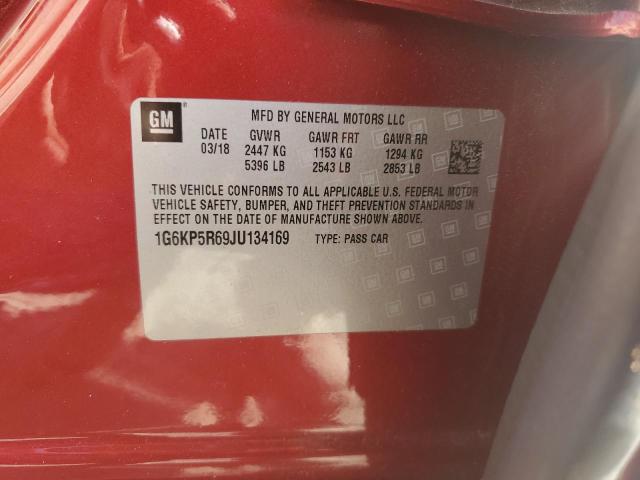 GM
MFD BY GENERAL MOTORS LLC
DATE GVWR GAWR FRT GAWR RR
03/18 2447 KG 1153 KG 1294 KG
5396 LB 2543 LB 2853 LB
THIS VEHICLE CONFORMS TO ALL APPLICABLE U.S. FEDERAL MOTOR
VEHICLE SAFETY, BUMPER, AND THEFT PREVENTION STANDARDS IN
EFFECT ON THE DATE OF MANUFACTURE SHOWN ABOVE.
1G6KP5R69JU134169 TYPE: PASS CAR